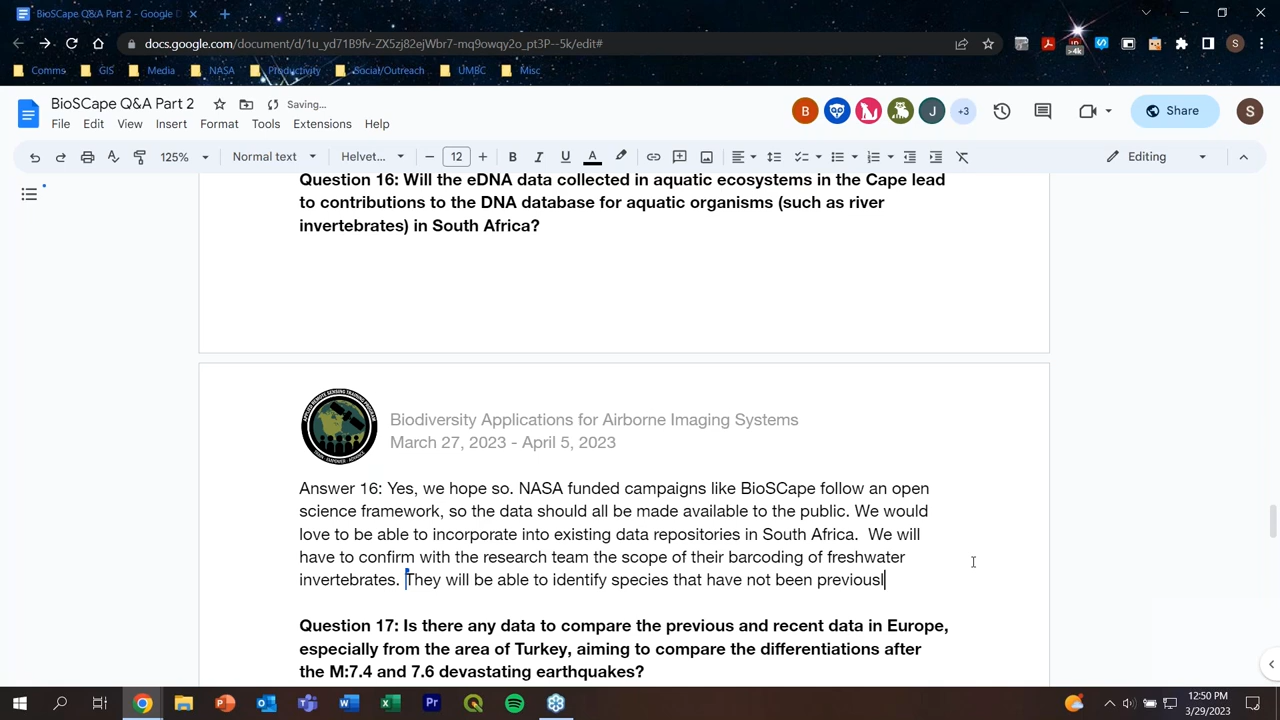 BioSCape Q&A Part 2 - Google D
docs.google.com/document/d/1u_yd71B9fv-ZX5zj82ejWbr7-mq9owqy2o_pt3P--5k/edit#
>4k
S
Comms
GIS
Media
NASA
Productivity
Social/Outreach
UMBC
Misc
BioSCape Q&A Part 2
Saving…
File Edit View Insert Format Tools Extensions Help
B
J
+3
Share
S
125%
Normal text
Helvet...
12
B I U A
Editing
Question 16: Will the eDNA data collected in aquatic ecosystems in the Cape lead
to contributions to the DNA database for aquatic organisms (such as river
invertebrates) in South Africa?
Biodiversity Applications for Airborne Imaging Systems
March 27, 2023 - April 5, 2023
Answer 16: Yes, we hope so. NASA funded campaigns like BioSCape follow an open
science framework, so the data should all be made available to the public. We would
love to be able to incorporate into existing data repositories in South Africa.  We will
have to confirm with the research team the scope of their barcoding of freshwater
invertebrates. They will be able to identify species that have not been previousl
Question 17: Is there any data to compare the previous and recent data in Europe,
especially from the area of Turkey, aiming to compare the differentiations after
the M:7.4 and 7.6 devastating earthquakes?
12:50 PM
3/29/2023